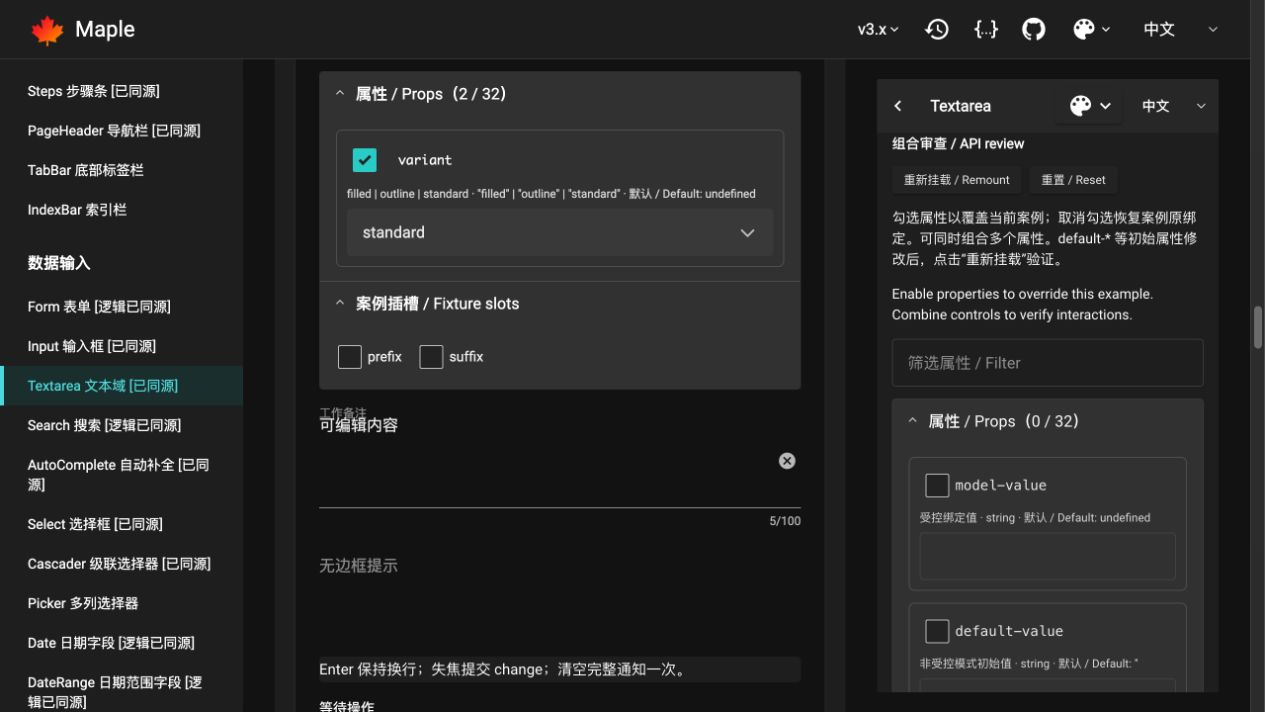 Maple
v3.x
中文
Steps 步骤条 [已同源]
PageHeader 导航栏 [已同源]
TabBar 底部标签栏
IndexBar 索引栏
数据输入
Form 表单 [逻辑已同源]
Input 输入框 [已同源]
Textarea 文本域 [已同源]
Search 搜索 [逻辑已同源]
AutoComplete 自动补全 [已同
源]
Select 选择框 [已同源]
Cascader 级联选择器 [已同源]
Picker 多列选择器
Date 日期字段 [逻辑已同源]
DateRange 日期范围字段 [逻
辑已同源]
属性 / Props（2 / 32）
variant
filled | outline | standard · "filled" | "outline" | "standard" · 默认 / Default: undefined
standard
案例插槽 / Fixture slots
prefix
suffix
工作备注
可编辑内容
5/100
无边框提示
Enter 保持换行；失焦提交 change；清空完整通知一次。
等待操作
Textarea
中文
组合审查 / API review
重新挂载 / Remount
重置 / Reset
勾选属性以覆盖当前案例；取消勾选恢复案例原绑
定。可同时组合多个属性。default-* 等初始属性修
改后，点击"重新挂载"验证。
Enable properties to override this example.
Combine controls to verify interactions.
筛选属性 / Filter
属性 / Props（0 / 32）
model-value
受控绑定值 · string · 默认 / Default: undefined
default-value
非受控模式初始值 · string · 默认 / Default: ''